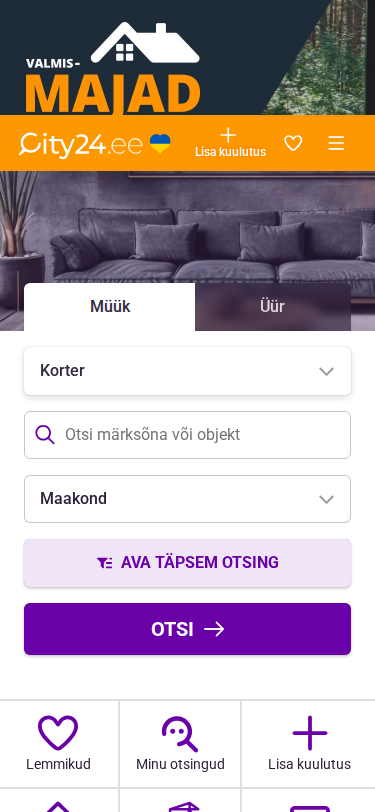 VALMIS-
MAJAD
City24.ee
Lisa kuulutus
Müük
Üür
Korter
Otsi märksõna või objekt
Maakond
AVA TÄPSEM OTSING
OTSI
Lemmikud
Minu otsingud
Lisa kuulutus